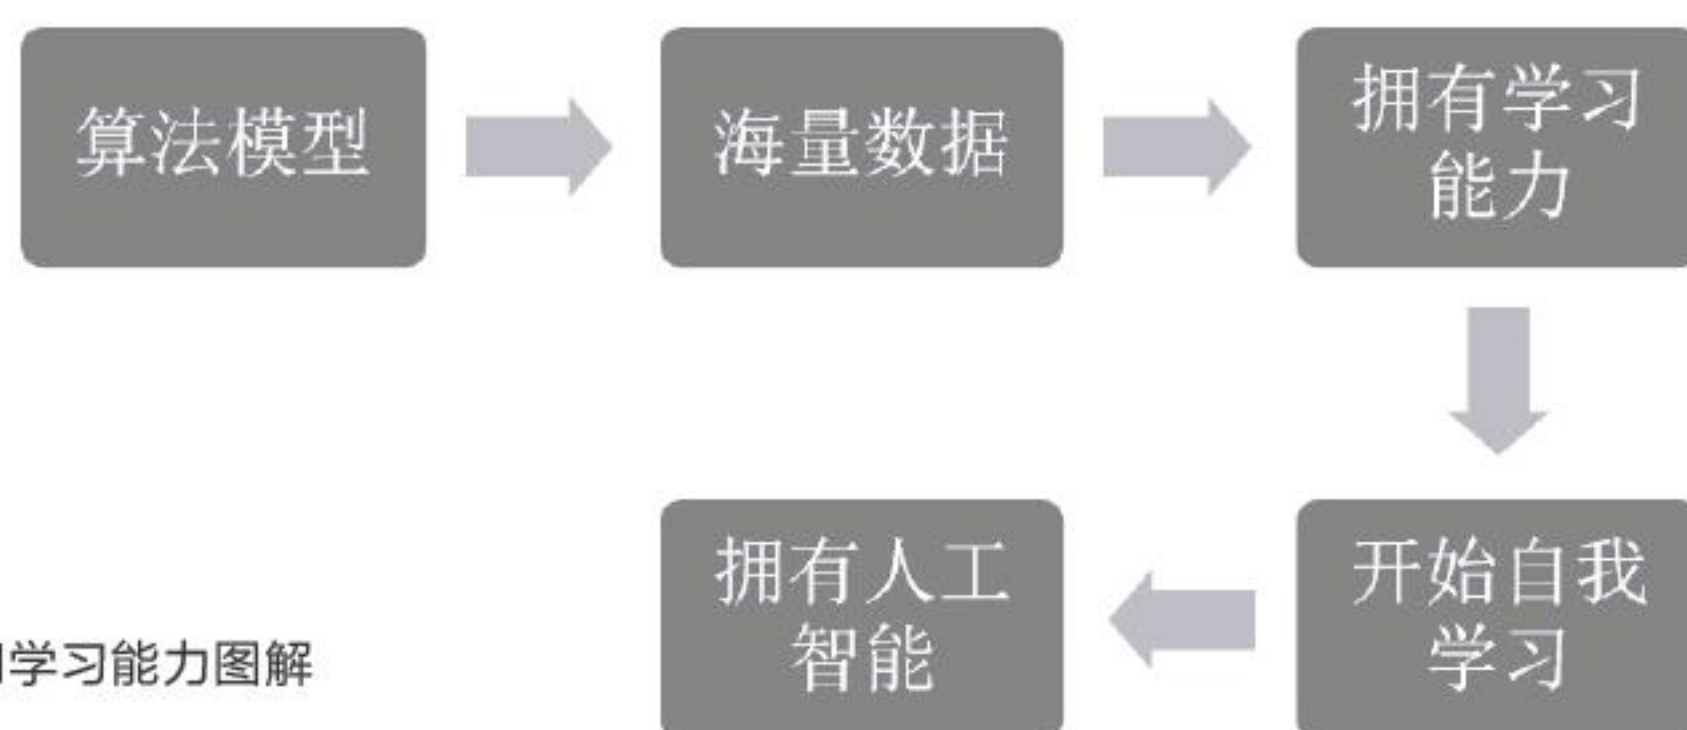 算法模型
海量数据
拥有学习
能力
开始自我
学习
拥有人工
智能
学习能力图解